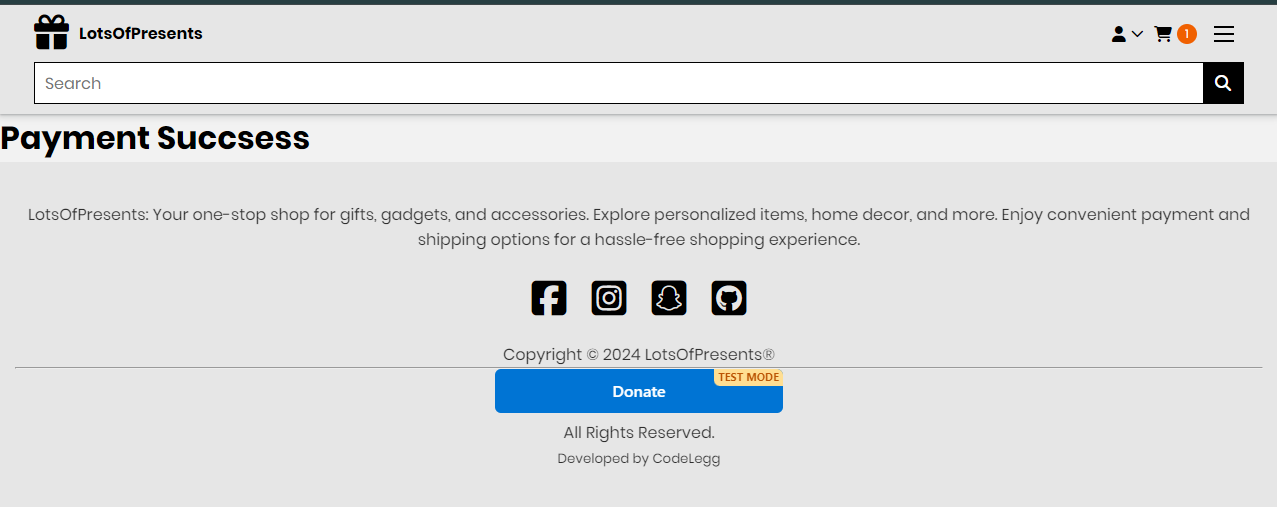 LotsOfPresents
1
Search
Payment Succsess
LotsOfPresents: Your one-stop shop for gifts, gadgets, and accessories. Explore personalized items, home decor, and more. Enjoy convenient payment and
shipping options for a hassle-free shopping experience.
Copyright © 2024 LotsOfPresents®
TEST MODE
Donate
All Rights Reserved.
Developed by CodeLegg